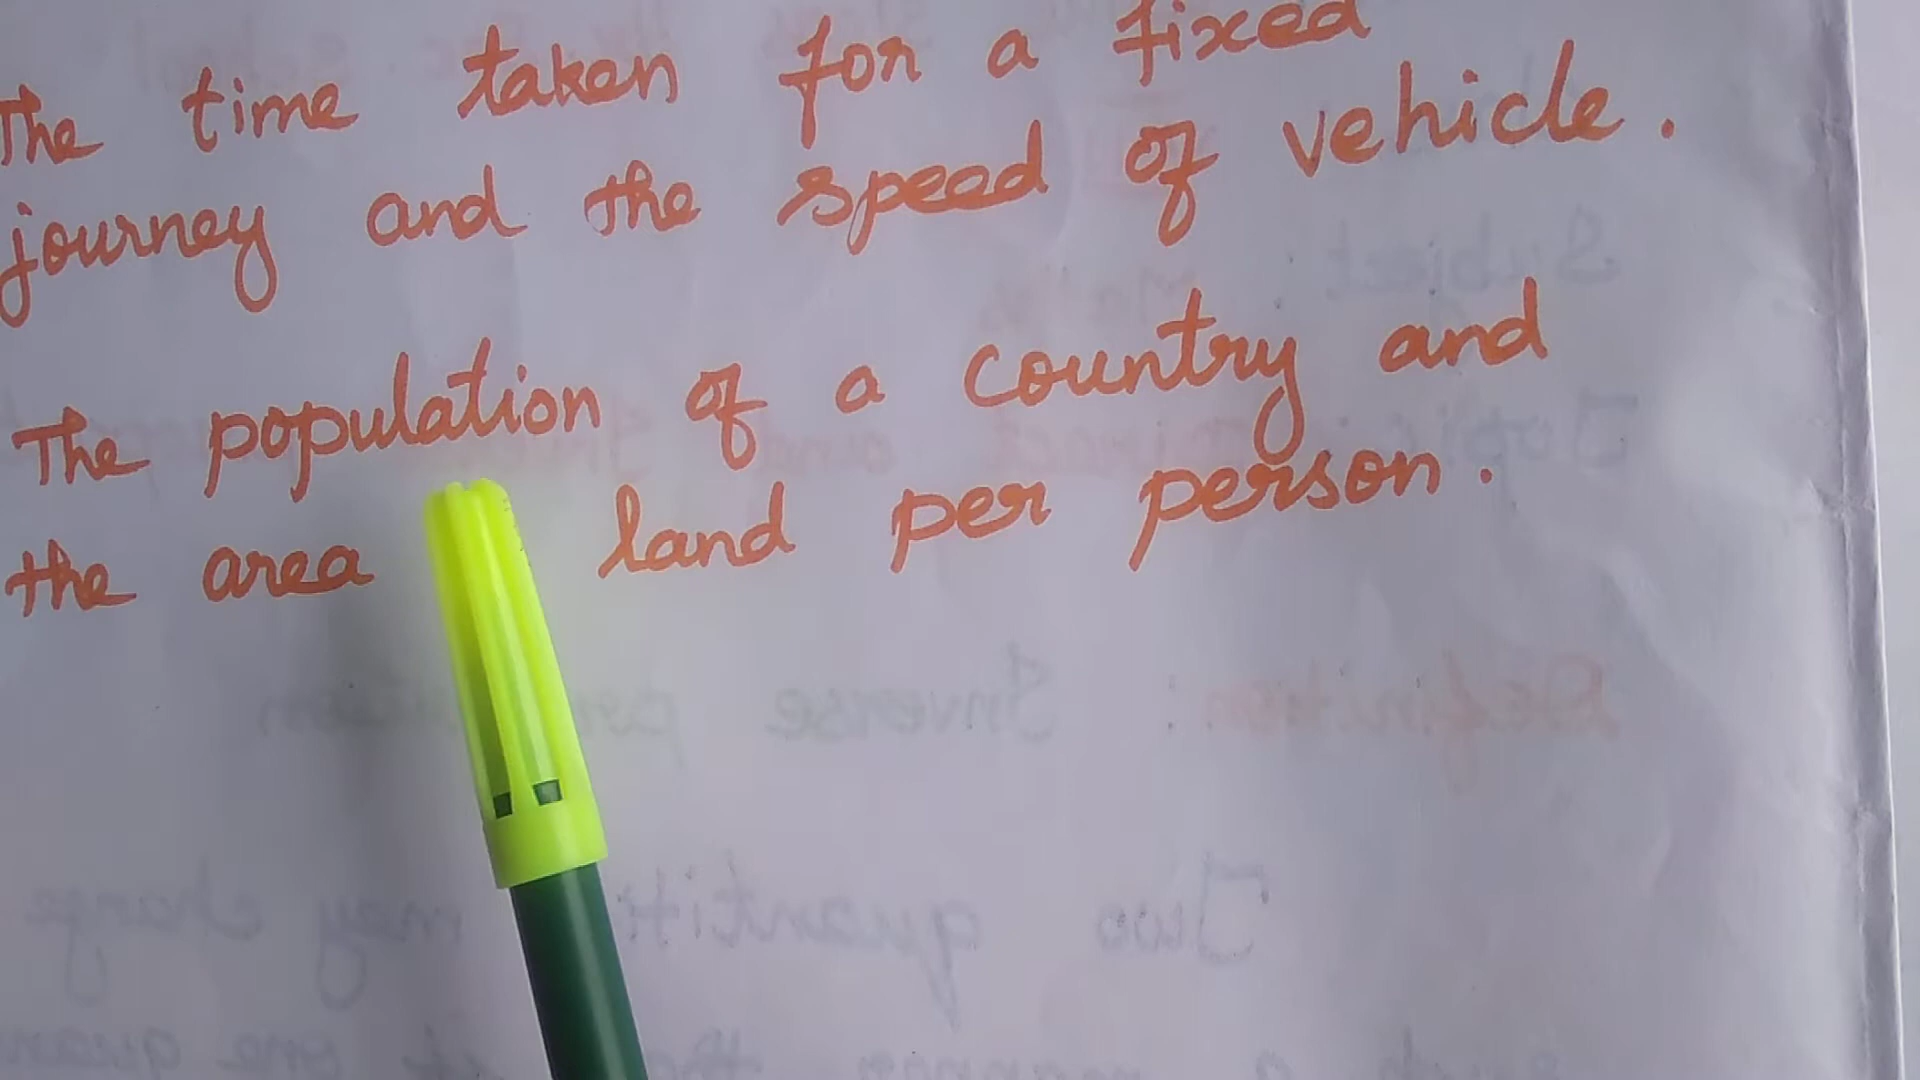 The time taken for a fixed
journey and the speed of vehicle.
The population of a country and
the area land per person.